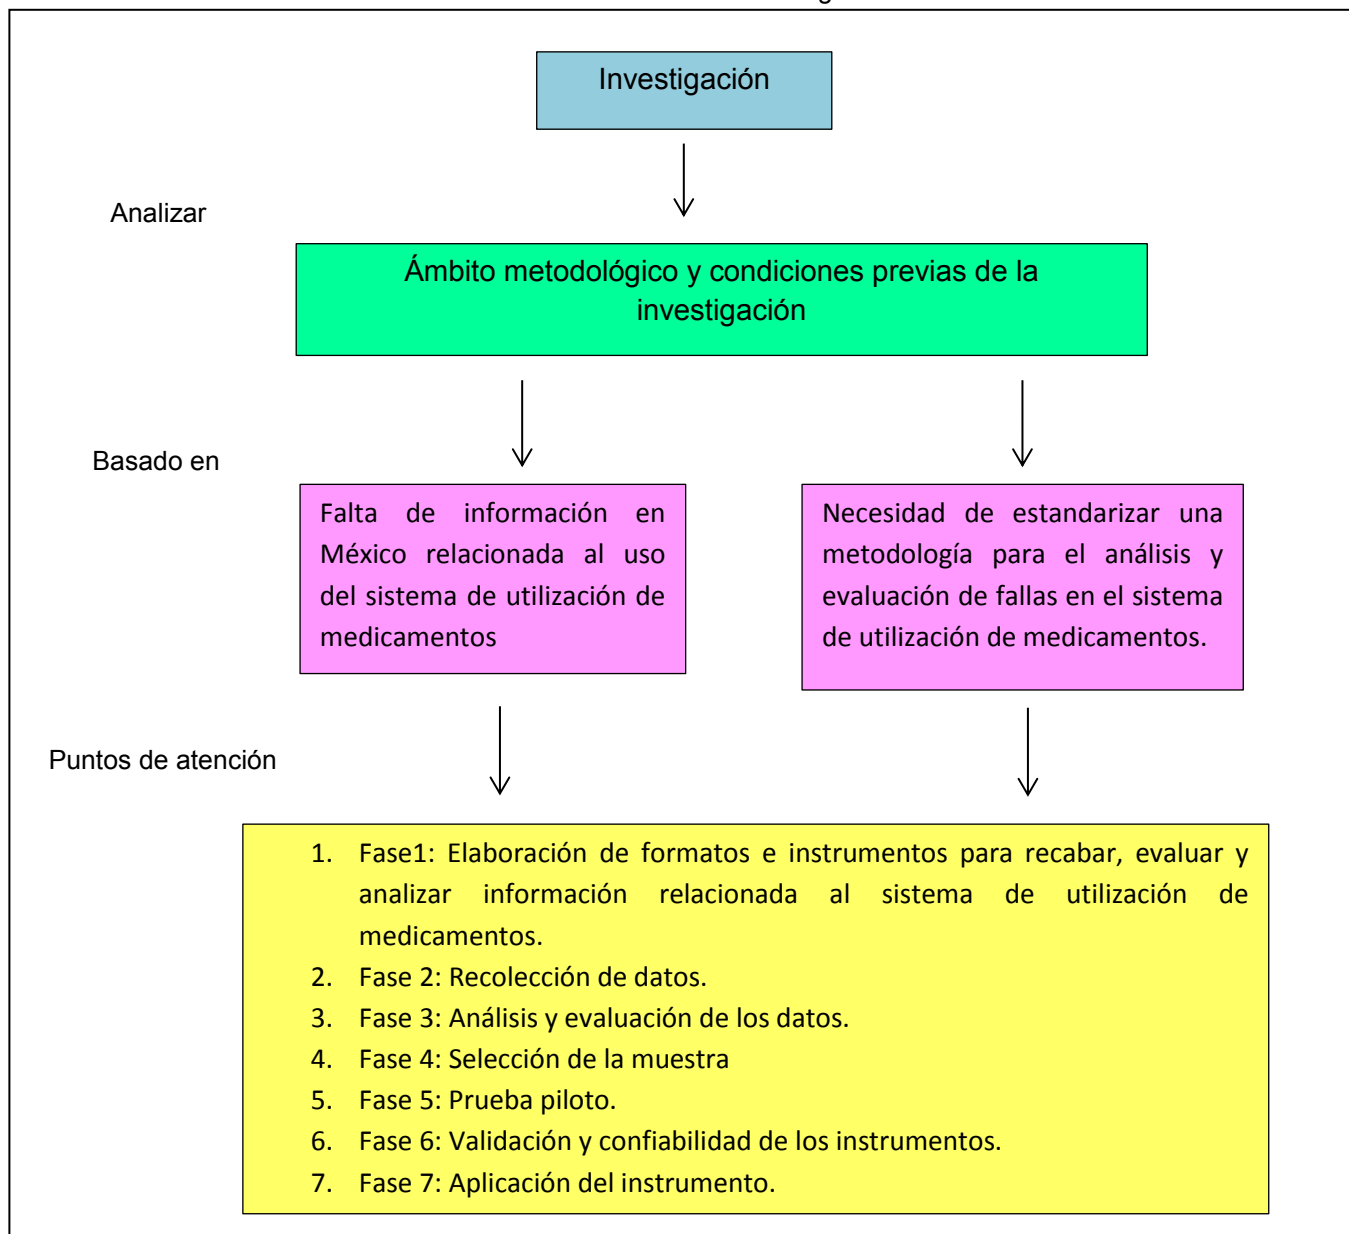 Investigación
Analizar
Ámbito metodológico y condiciones previas de la
investigación
Basado en
Falta de información en
México relacionada al uso
del sistema de utilización de
medicamentos
Necesidad de estandarizar una
metodología para el análisis y
evaluación de fallas en el sistema
de utilización de medicamentos.
Puntos de atención
1. Fase1: Elaboración de formatos e instrumentos para recabar, evaluar y
analizar información relacionada al sistema de utilización de
medicamentos.
2. Fase 2: Recolección de datos.
3. Fase 3: Análisis y evaluación de los datos.
4. Fase 4: Selección de la muestra
5. Fase 5: Prueba piloto.
6. Fase 6: Validación y confiabilidad de los instrumentos.
7. Fase 7: Aplicación del instrumento.